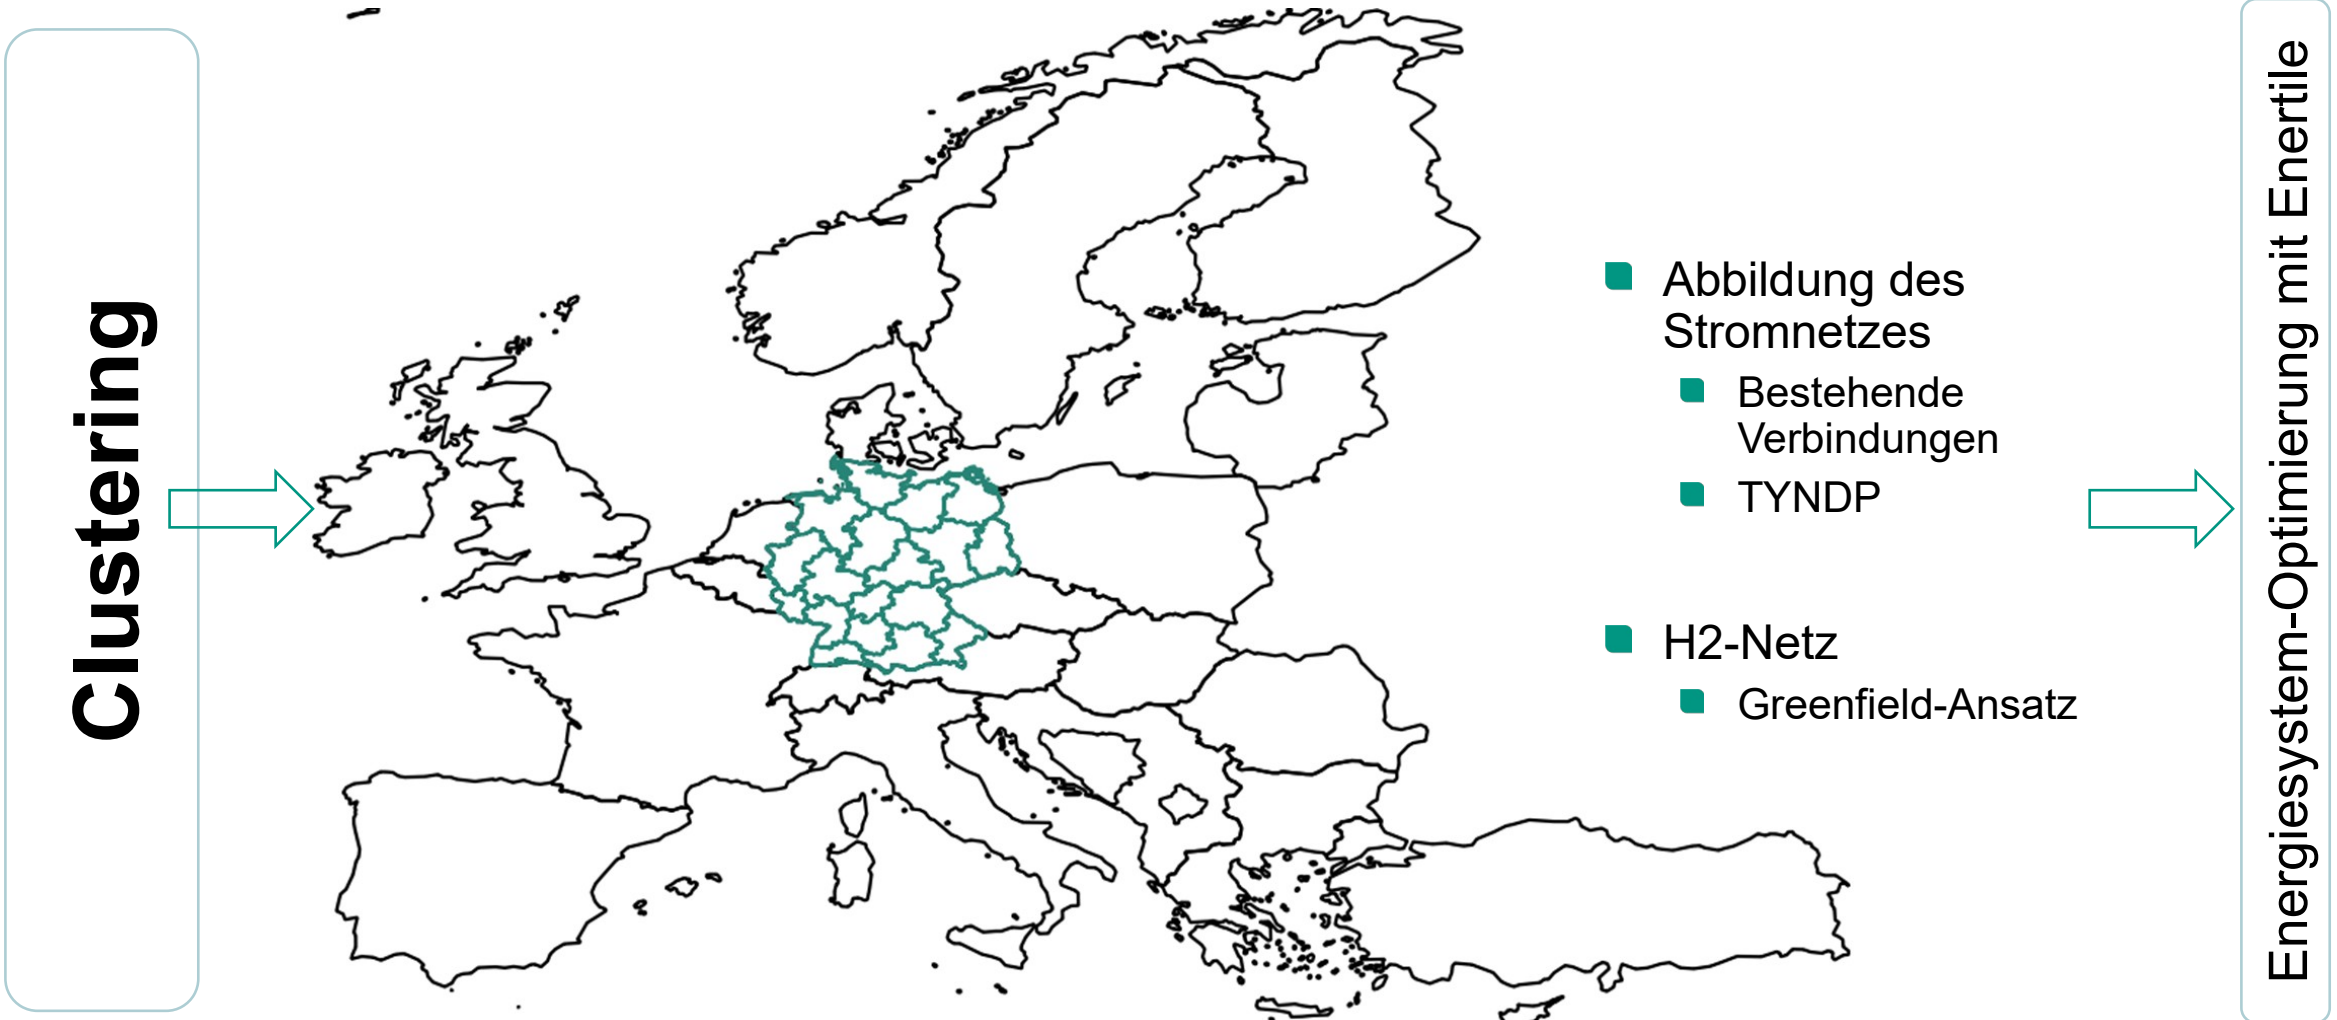 Clustering
Abbildung des
Stromnetzes
Bestehende
Verbindungen
TYNDP
H2-Netz
Greenfield-Ansatz
Energiesystem-Optimierung mit Enertile